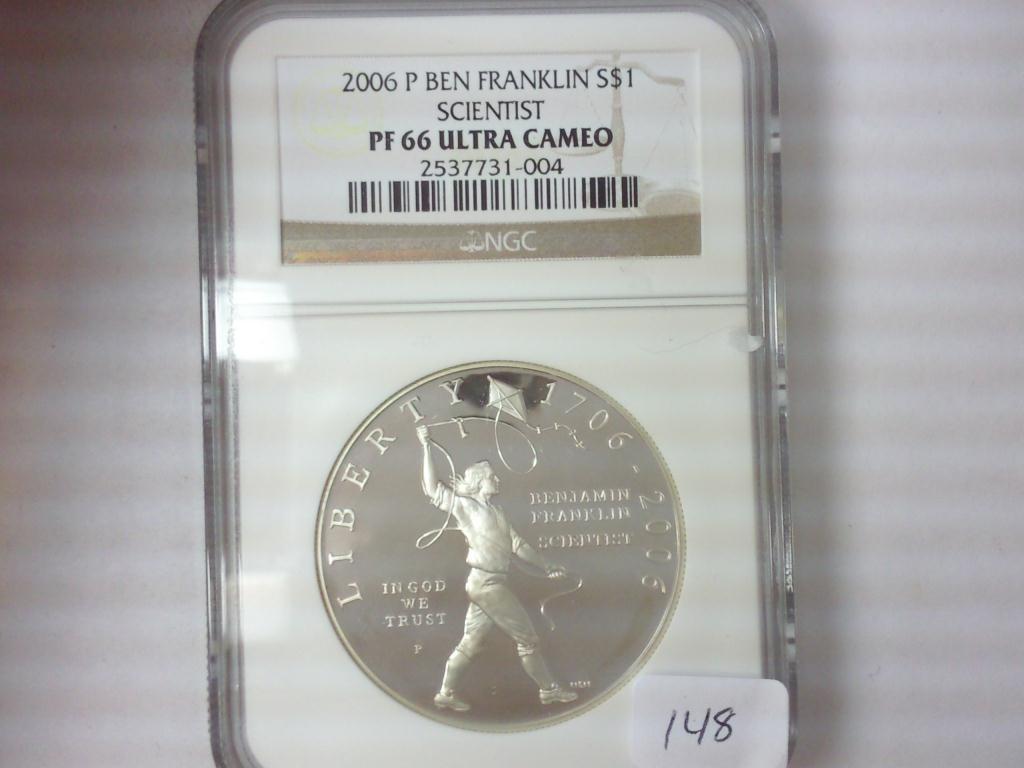 2006 P BEN FRANKLIN S$1
SCIENTIST
PF 66 ULTRA CAMEO
2537731-004
NGC
LIBERTY 1706-2006
BENJAMIN
FRANKLIN
SCIENTIST
IN GOD
WE
TRUST
P
148